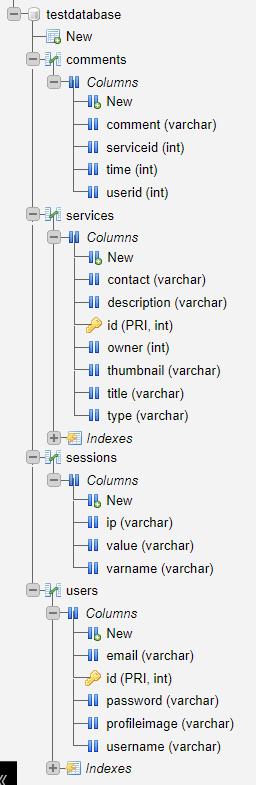 testdatabase
New
comments
Columns
New
comment (varchar)
serviceid (int)
time (int)
userid (int)
services
Columns
New
contact (varchar)
description (varchar)
id (PRI, int)
owner (int)
thumbnail (varchar)
title (varchar)
type (varchar)
Indexes
sessions
Columns
New
ip (varchar)
value (varchar)
varname (varchar)
users
Columns
New
email (varchar)
id (PRI, int)
password (varchar)
profileimage (varchar)
username (varchar)
Indexes
«